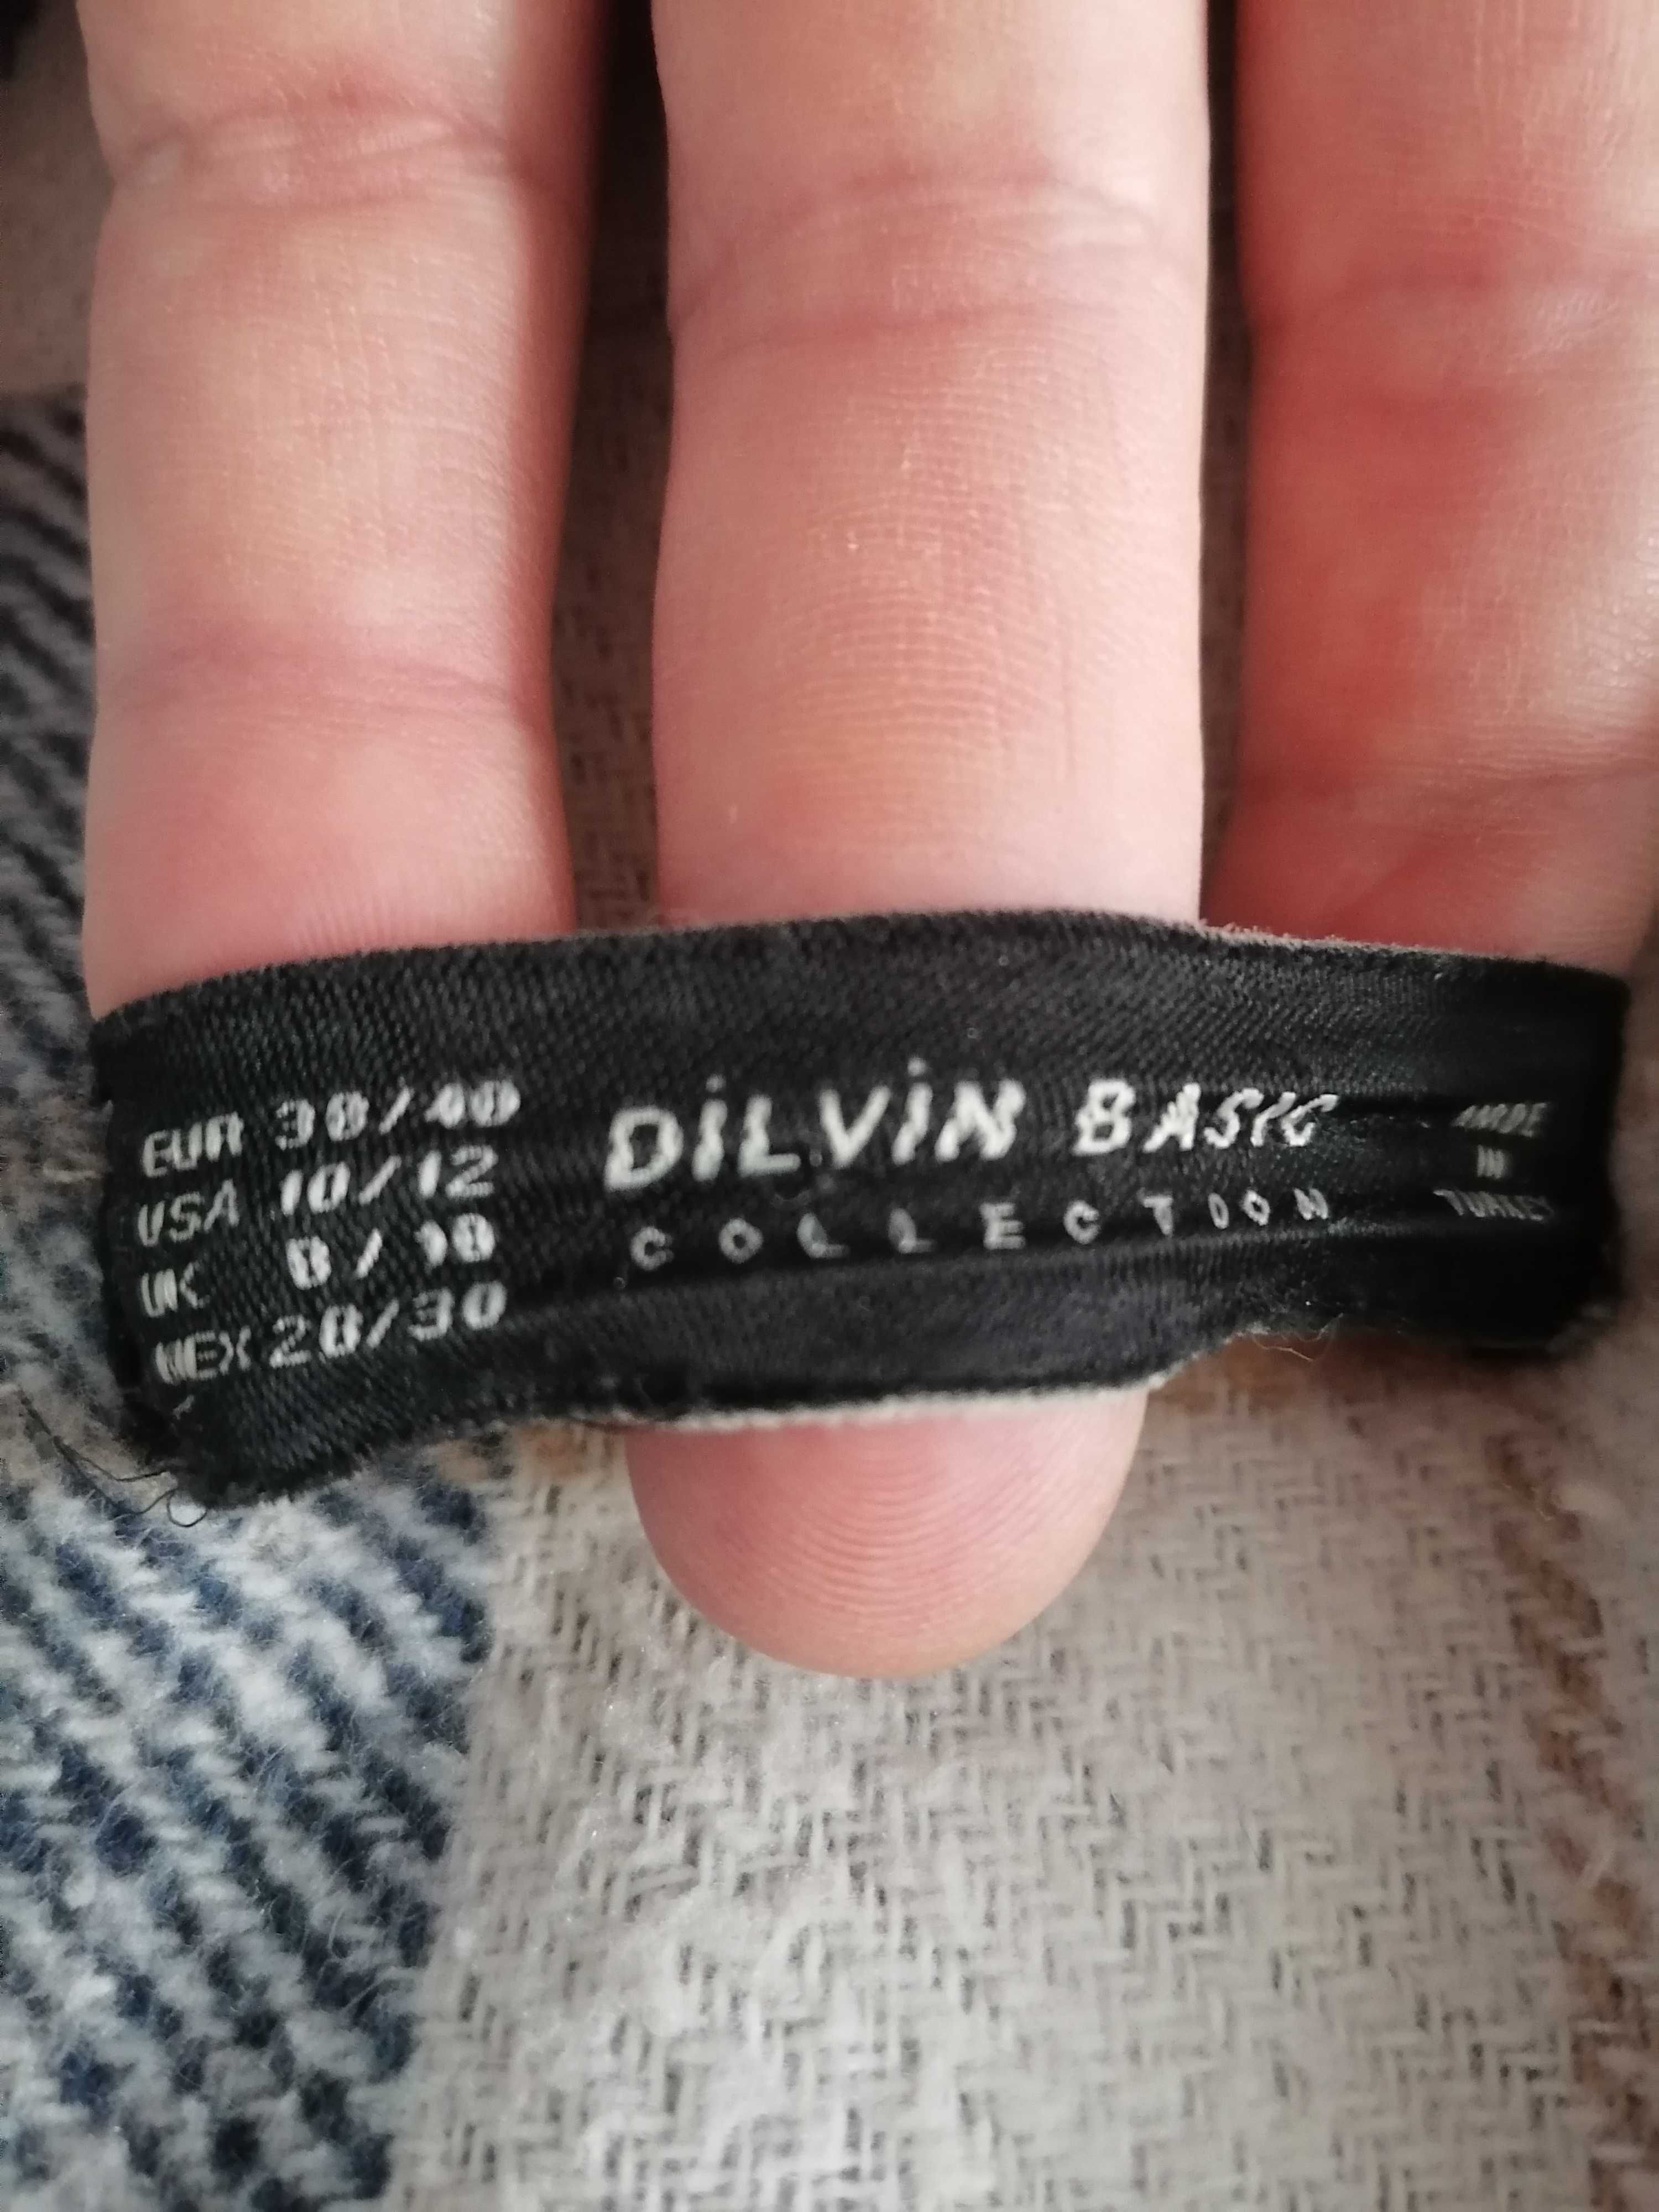 EUR 38/40
USA 10/12
UK 8/10
MEX 28/30
DİLVİN BASIC
COLLECTION
MADE
IN
TURKEY